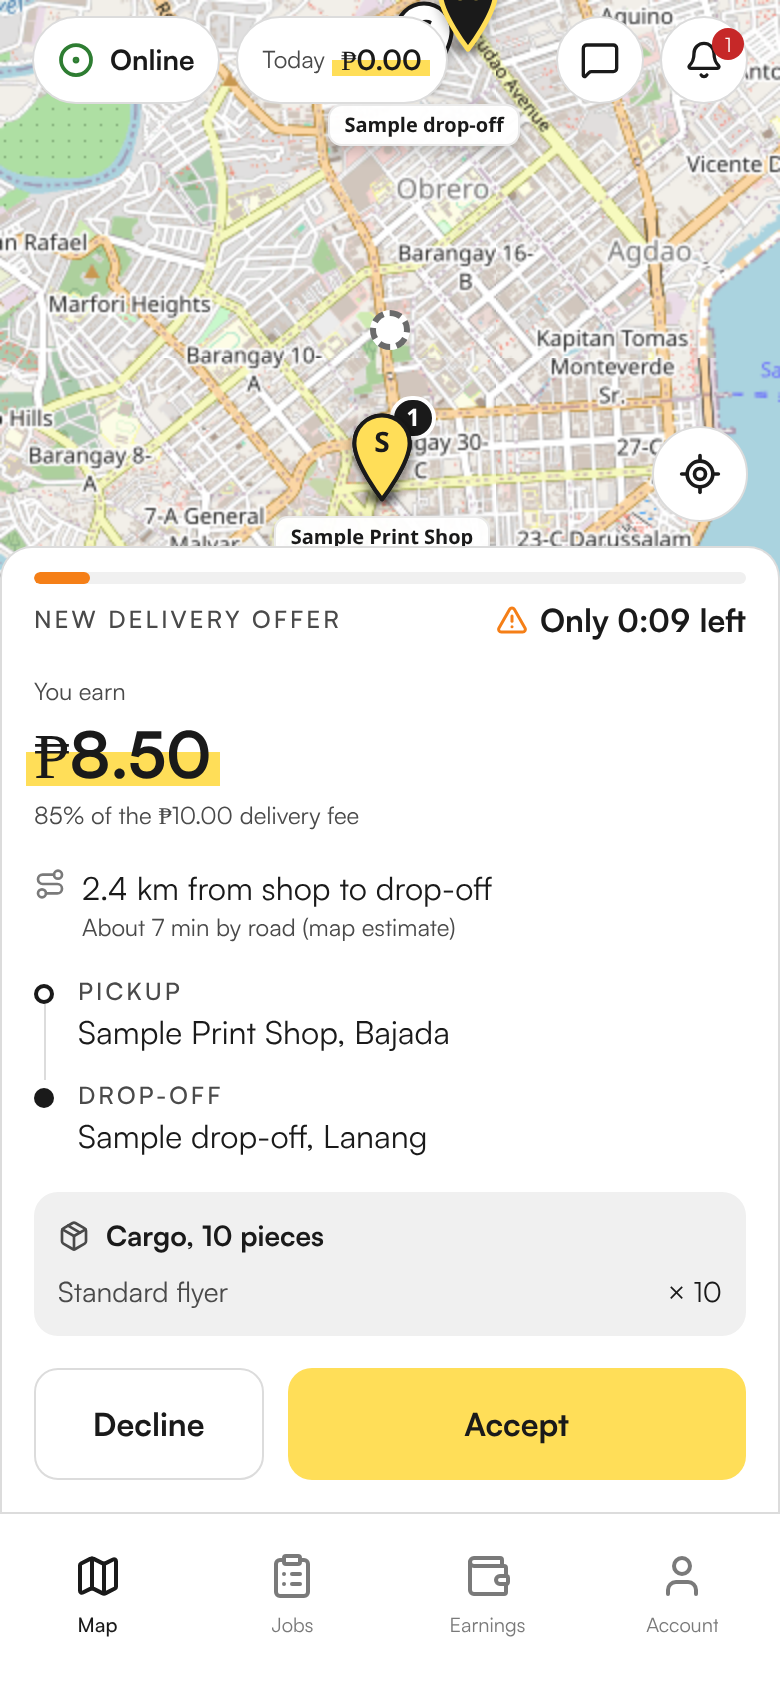 Online
Today ₱0.00
1
Aquino
Sample drop-off
Vicente D
Obrero
an Rafael
Barangay 16-
B
Agdao
Marfori Heights
Barangay 10-
A
Kapitan Tomas
Monteverde
Sr.
Hills
1
S
gay 30-
C
27-C
Barangay 8-
A
7-A General
Sample Print Shop
23-C Darussalam
NEW DELIVERY OFFER
Only 0:09 left
You earn
₱8.50
85% of the ₱10.00 delivery fee
2.4 km from shop to drop-off
About 7 min by road (map estimate)
PICKUP
Sample Print Shop, Bajada
DROP-OFF
Sample drop-off, Lanang
Cargo, 10 pieces
Standard flyer × 10
Decline
Accept
Map
Jobs
Earnings
Account